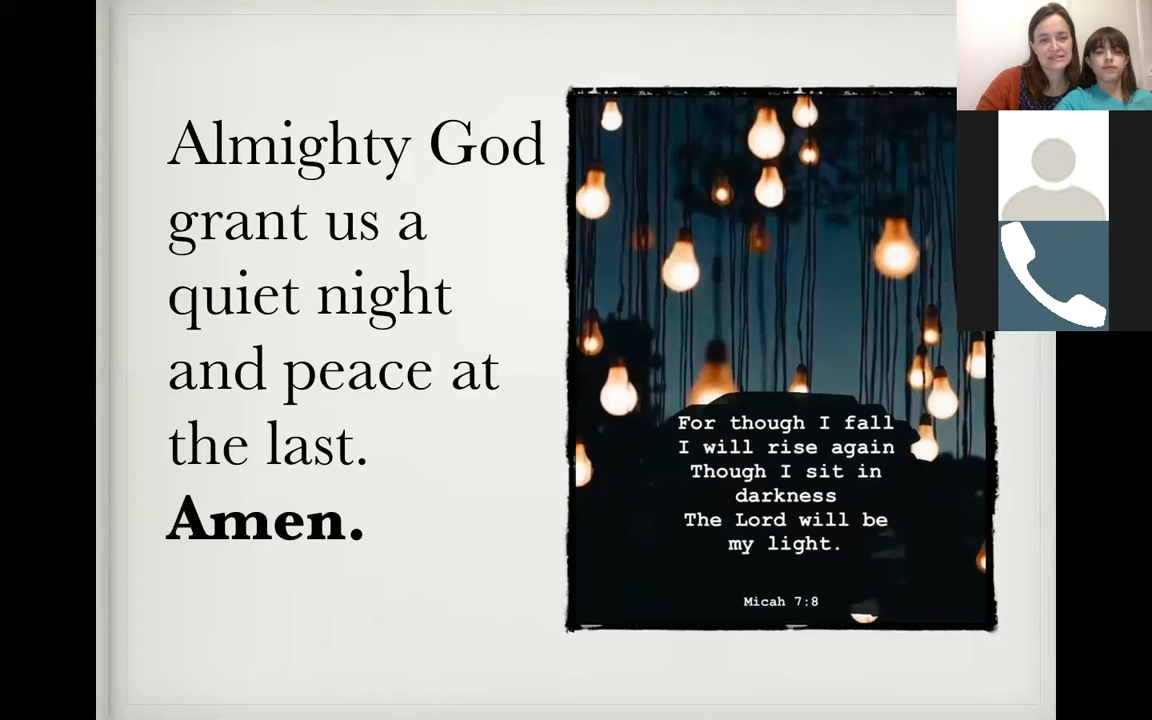 Almighty God
grant us a
quiet night
and peace at
the last.
Amen.
For though I fall
I will rise again
Though I sit in
darkness
The Lord will be
my light.
Micah 7:8